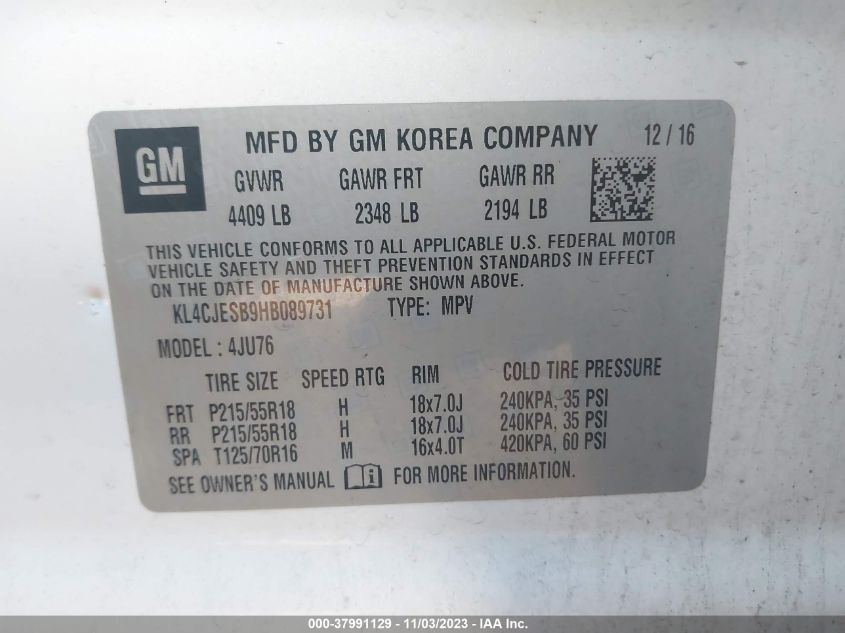 GM MFD BY GM KOREA COMPANY 12 / 16
GVWR GAWR FRT GAWR RR
4409 LB 2348 LB 2194 LB
THIS VEHICLE CONFORMS TO ALL APPLICABLE U.S. FEDERAL MOTOR
VEHICLE SAFETY AND THEFT PREVENTION STANDARDS IN EFFECT
ON THE DATE OF MANUFACTURE SHOWN ABOVE.
KL4CJESB9HB089731 TYPE: MPV
MODEL : 4JU76
TIRE SIZE SPEED RTG RIM COLD TIRE PRESSURE
FRT P215/55R18 H 18x7.0J 240KPA, 35 PSI
RR P215/55R18 H 18x7.0J 240KPA, 35 PSI
SPA T125/70R16 M 16x4.0T 420KPA, 60 PSI
SEE OWNER'S MANUAL i FOR MORE INFORMATION.
000-37991129 - 11/03/2023 - IAA Inc.